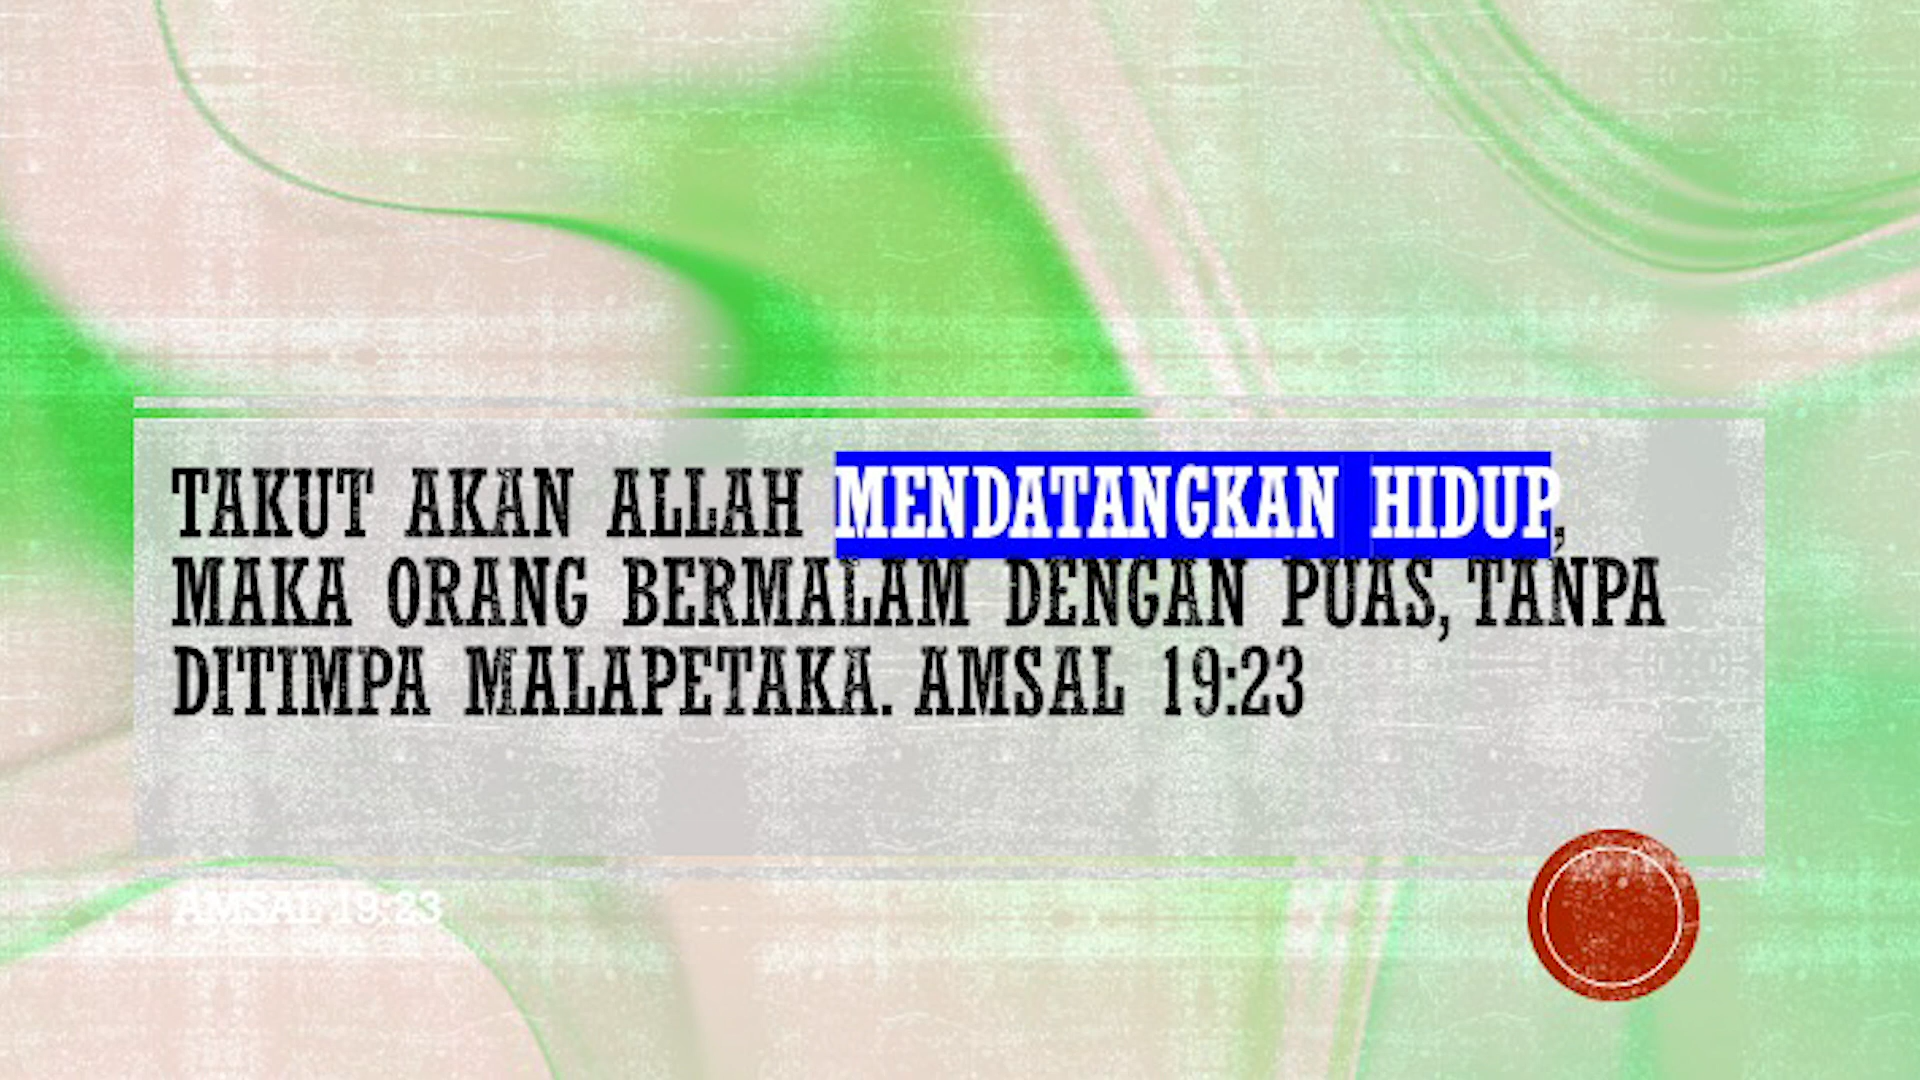 TAKUT AKAN ALLAH MENDATANGKAN HIDUP,
MAKA ORANG BERMALAM DENGAN PUAS, TANPA
DITIMPA MALAPETAKA. AMSAL 19:23
AMSAL 19:23